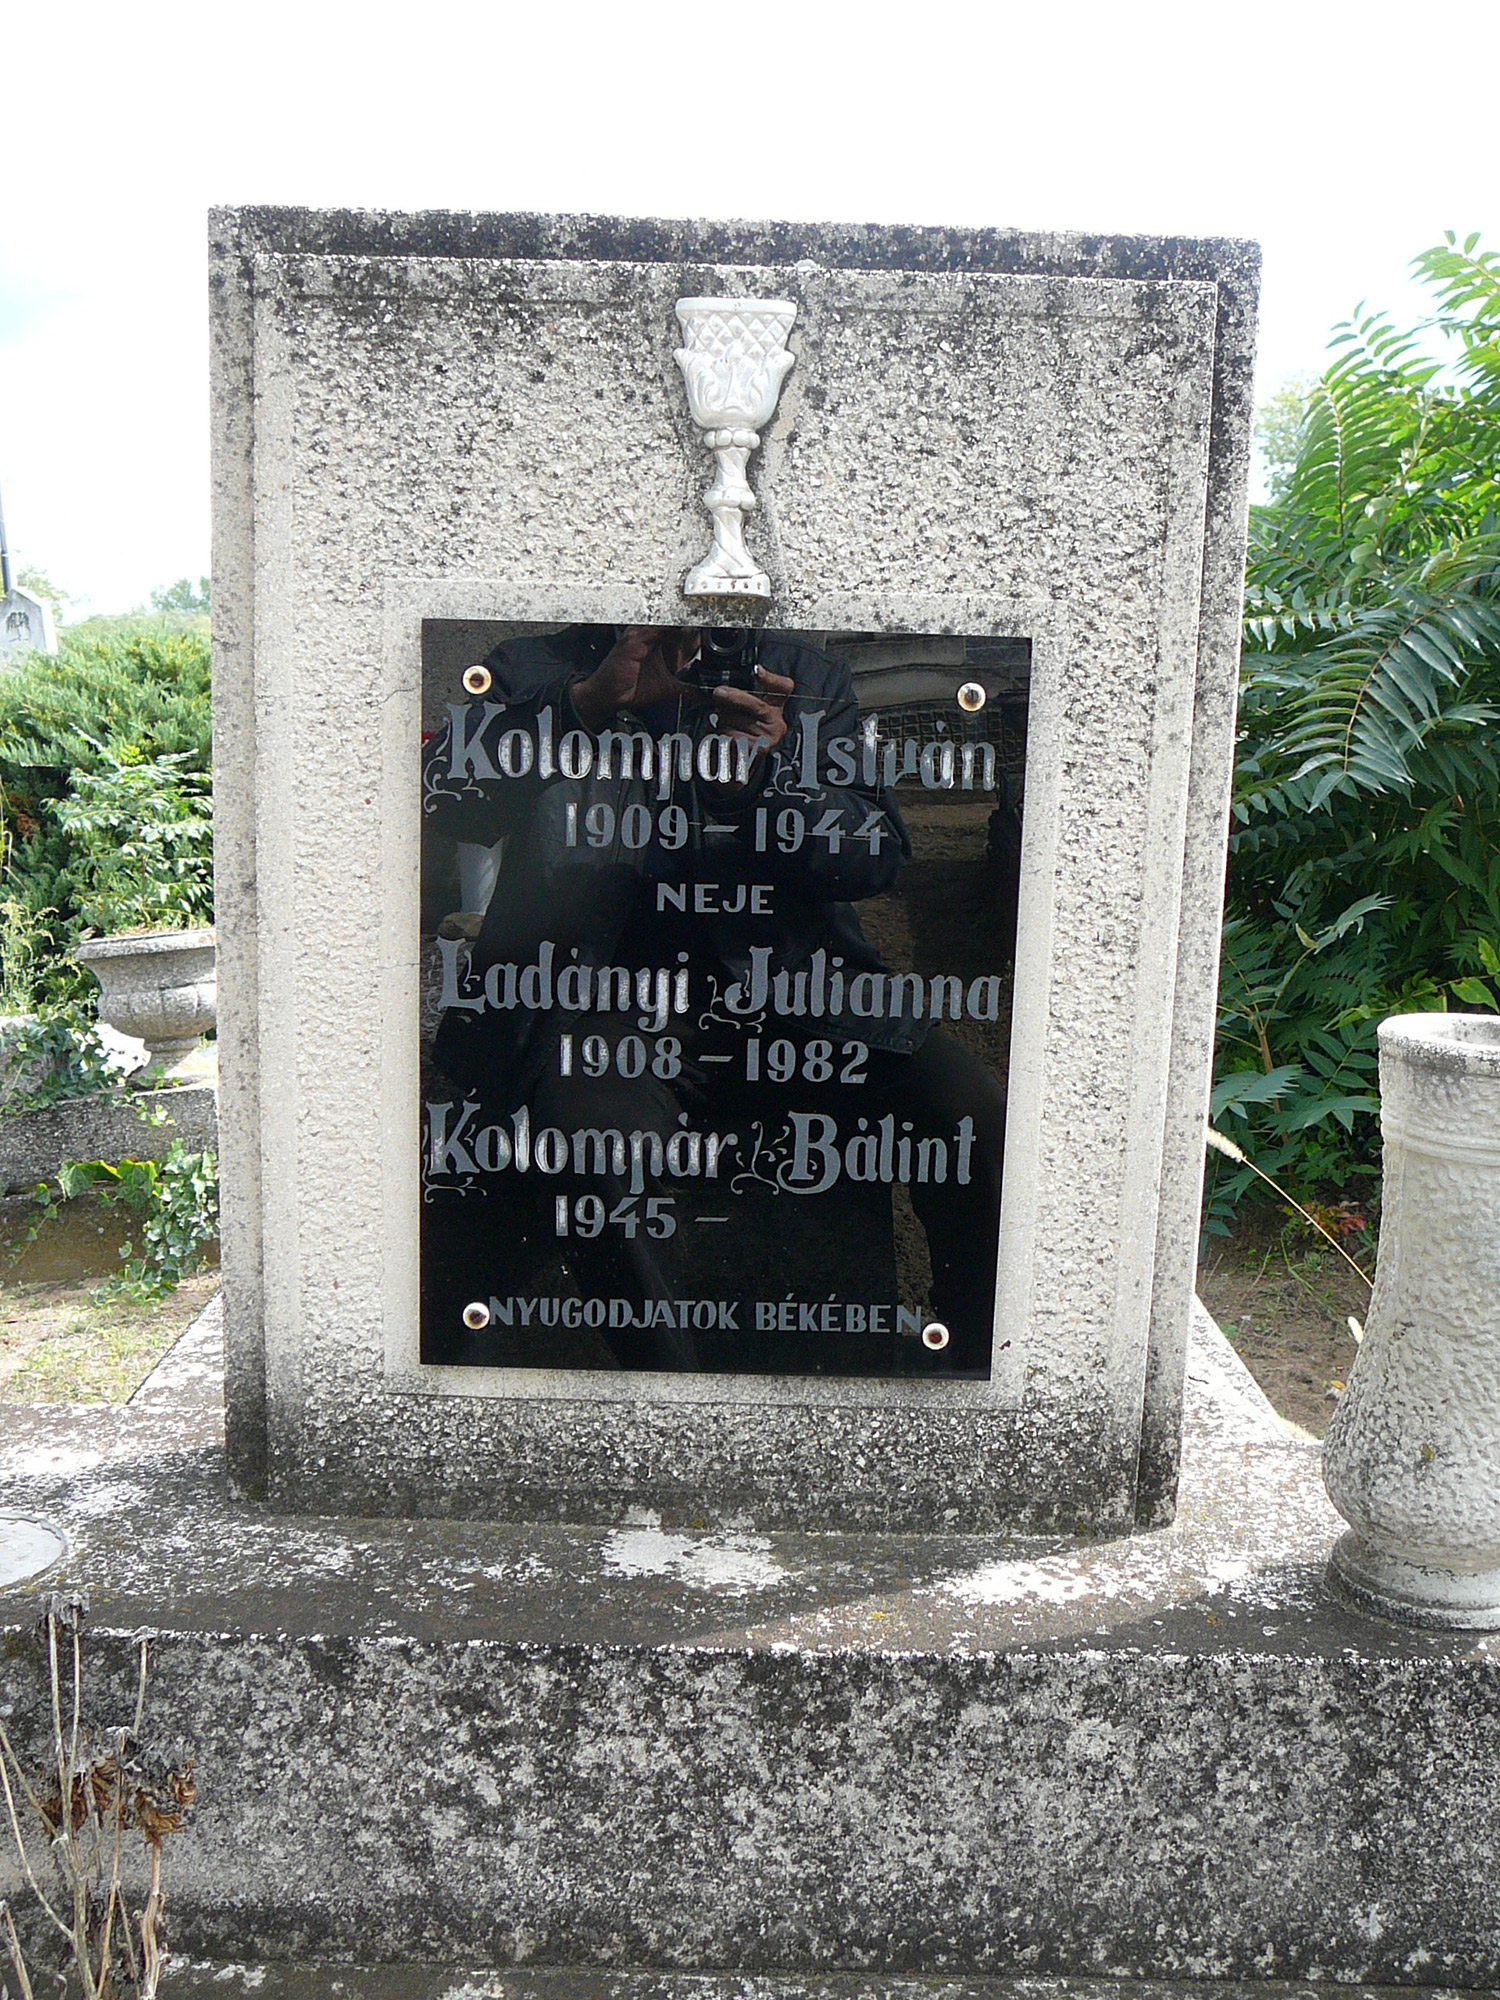 Kolompár István
1909 – 1944
NEJE
Ladányi Julianna
1908 – 1982
Kolompár Bálint
1945 –
NYUGODJATOK BÉKÉBEN